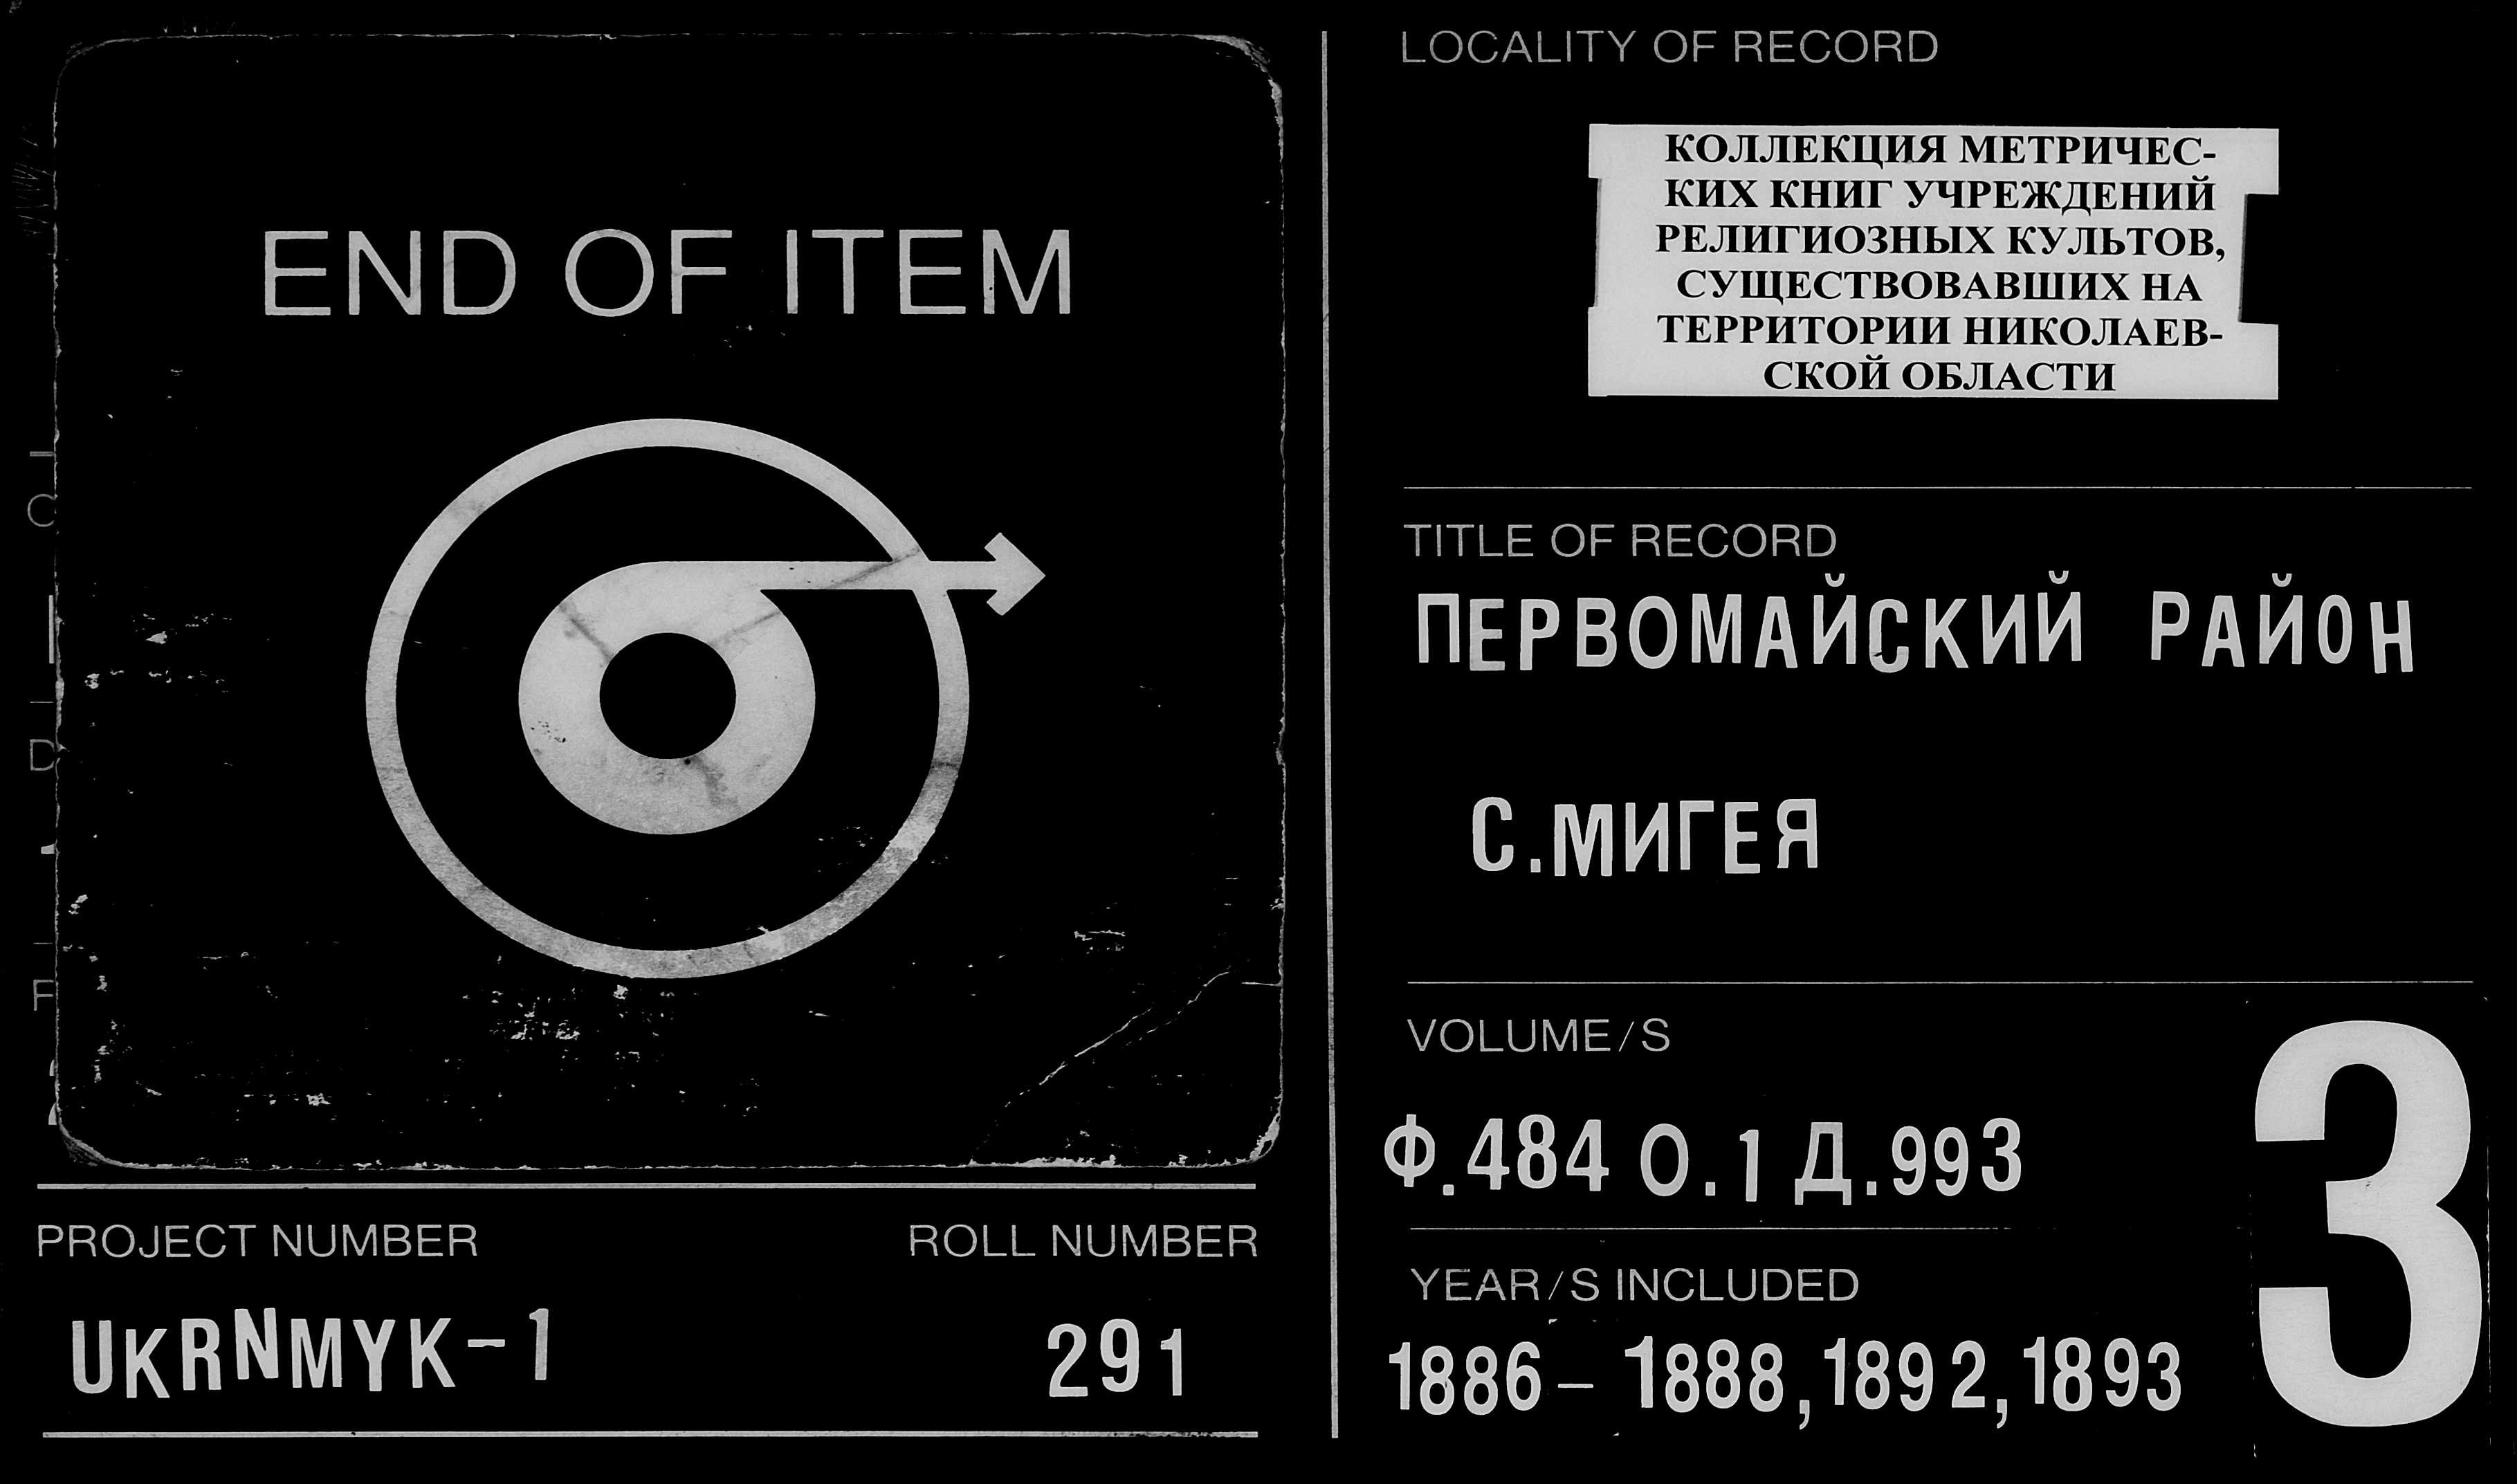 END OF ITEM
PROJECT NUMBER
ROLL NUMBER
UKRNMYK-1
291
LOCALITY OF RECORD
КОЛЛЕКЦИЯ МЕТРИЧЕС-
КИХ КНИГ УЧРЕЖДЕНИЙ
РЕЛИГИОЗНЫХ КУЛЬТОВ,
СУЩЕСТВОВАВШИХ НА
ТЕРРИТОРИИ НИКОЛАЕВ-
СКОЙ ОБЛАСТИ
TITLE OF RECORD
ПЕРВОМАЙСКИЙ РАЙОН
С.МИГЕЯ
VOLUME/S
Ф.484 О.1 Д.993
YEAR/S INCLUDED
1886-1888,1892,1893
3